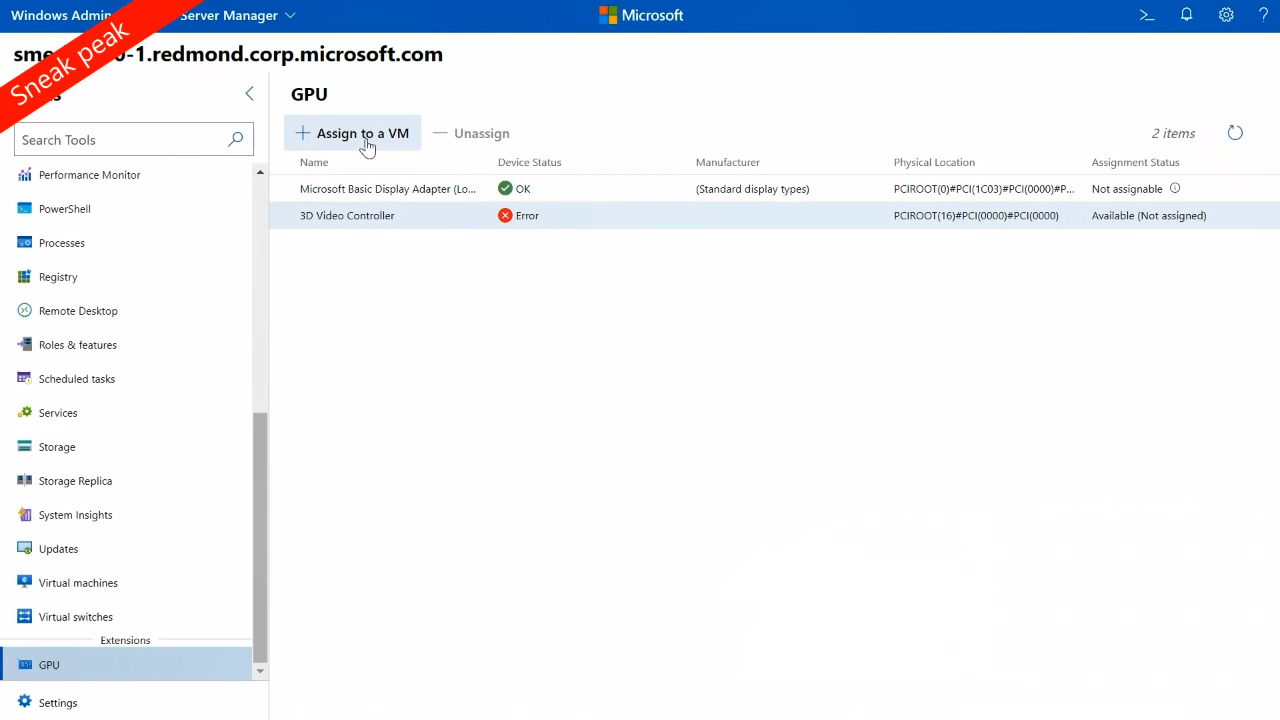 Windows Admin
Server Manager
Microsoft
Sneak peak
sme
0-1.redmond.corp.microsoft.com
Search Tools
Performance Monitor
PowerShell
Processes
Registry
Remote Desktop
Roles & features
Scheduled tasks
Services
Storage
Storage Replica
System Insights
Updates
Virtual machines
Virtual switches
Extensions
GPU
Settings
GPU
Assign to a VM
Unassign
2 items
Name Device Status Manufacturer Physical Location Assignment Status
Microsoft Basic Display Adapter (Lo... OK (Standard display types) PCIROOT(0)#PCI(1C03)#PCI(0000)#P... Not assignable
3D Video Controller Error PCIROOT(16)#PCI(0000)#PCI(0000) Available (Not assigned)